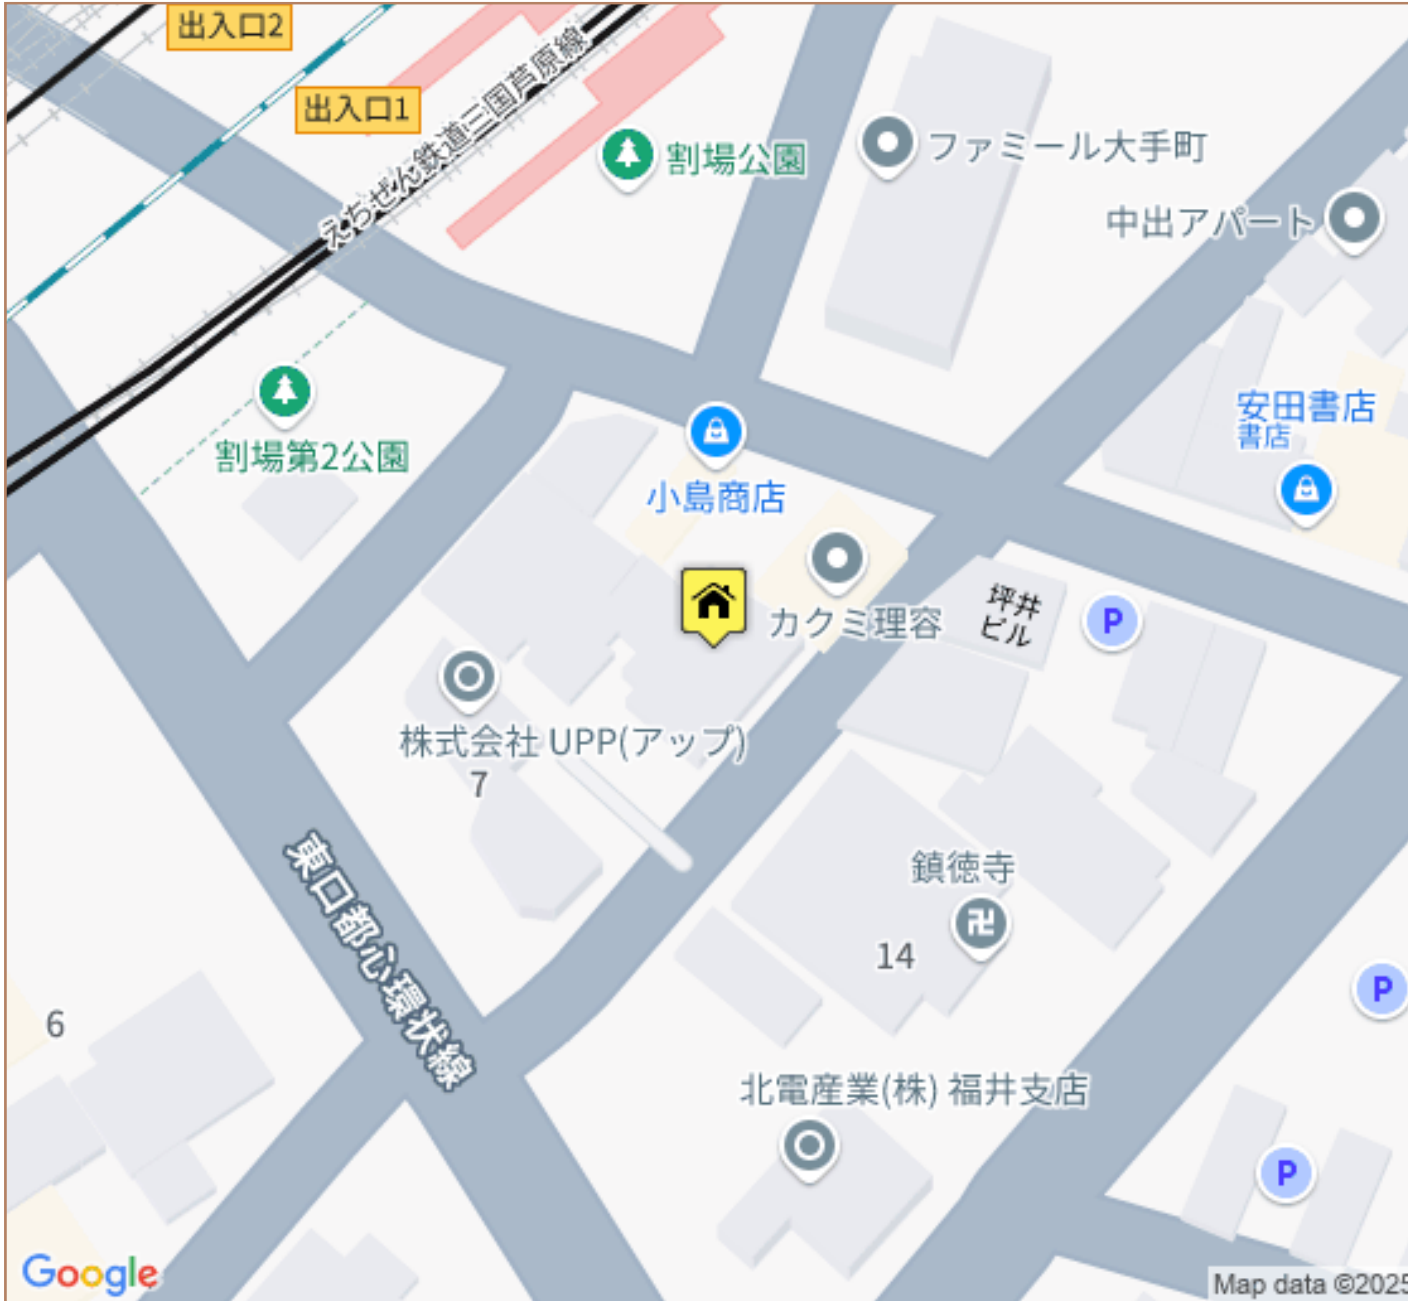 出入口2
出入口1
えちぜん鉄道三国芦原線
割場公園
ファミール大手町
中出アパート
割場第2公園
安田書店
書店
小島商店
カクミ理容
坪井
ビル
P
株式会社 UPP(アップ)
7
東口都心環状線
鎮徳寺
卍
14
P
6
北電産業(株) 福井支店
P
Google
Map data ©2025